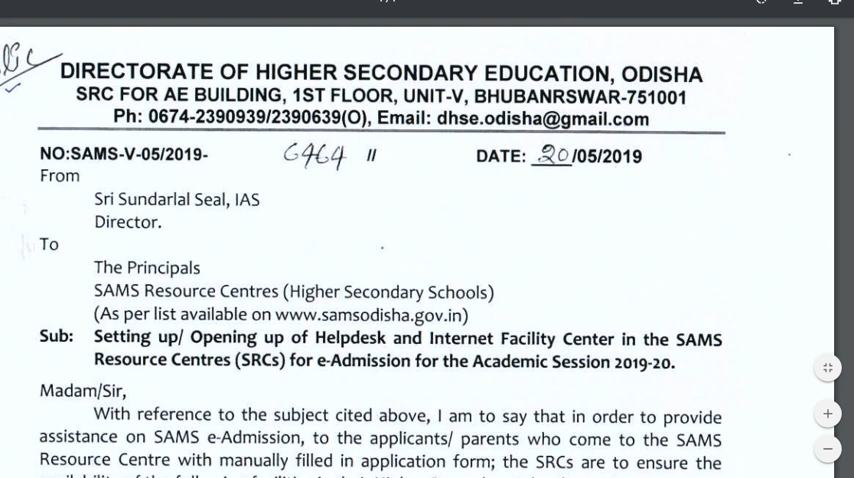 DIRECTORATE OF HIGHER SECONDARY EDUCATION, ODISHA
SRC FOR AE BUILDING, 1ST FLOOR, UNIT-V, BHUBANRSWAR-751001
Ph: 0674-2390939/2390639(O), Email: dhse.odisha@gmail.com
NO:SAMS-V-05/2019- 6464 // DATE: 20/05/2019
From
Sri Sundarlal Seal, IAS
Director.
To
The Principals
SAMS Resource Centres (Higher Secondary Schools)
(As per list available on www.samsodisha.gov.in)
Sub: Setting up/ Opening up of Helpdesk and Internet Facility Center in the SAMS
Resource Centres (SRCs) for e-Admission for the Academic Session 2019-20.
Madam/Sir,
With reference to the subject cited above, I am to say that in order to provide
assistance on SAMS e-Admission, to the applicants/ parents who come to the SAMS
Resource Centre with manually filled in application form; the SRCs are to ensure the